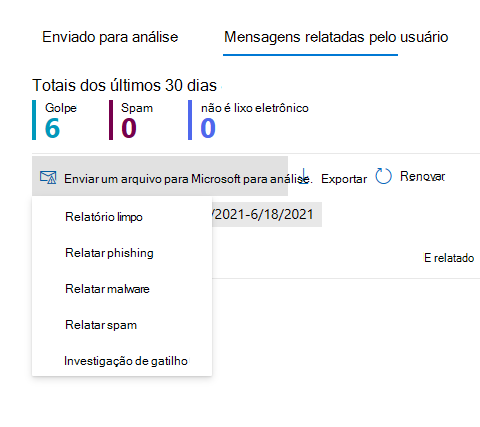 Enviado para análise
Mensagens relatadas pelo usuário
Totais dos últimos 30 dias
Golpe
Spam
não é lixo eletrônico
6
0
0
Enviar um arquivo para Microsoft para análise.
Exportar
Renovar
/2021-6/18/2021
E relatado
Relatório limpo
Relatar phishing
Relatar malware
Relatar spam
Investigação de gatilho